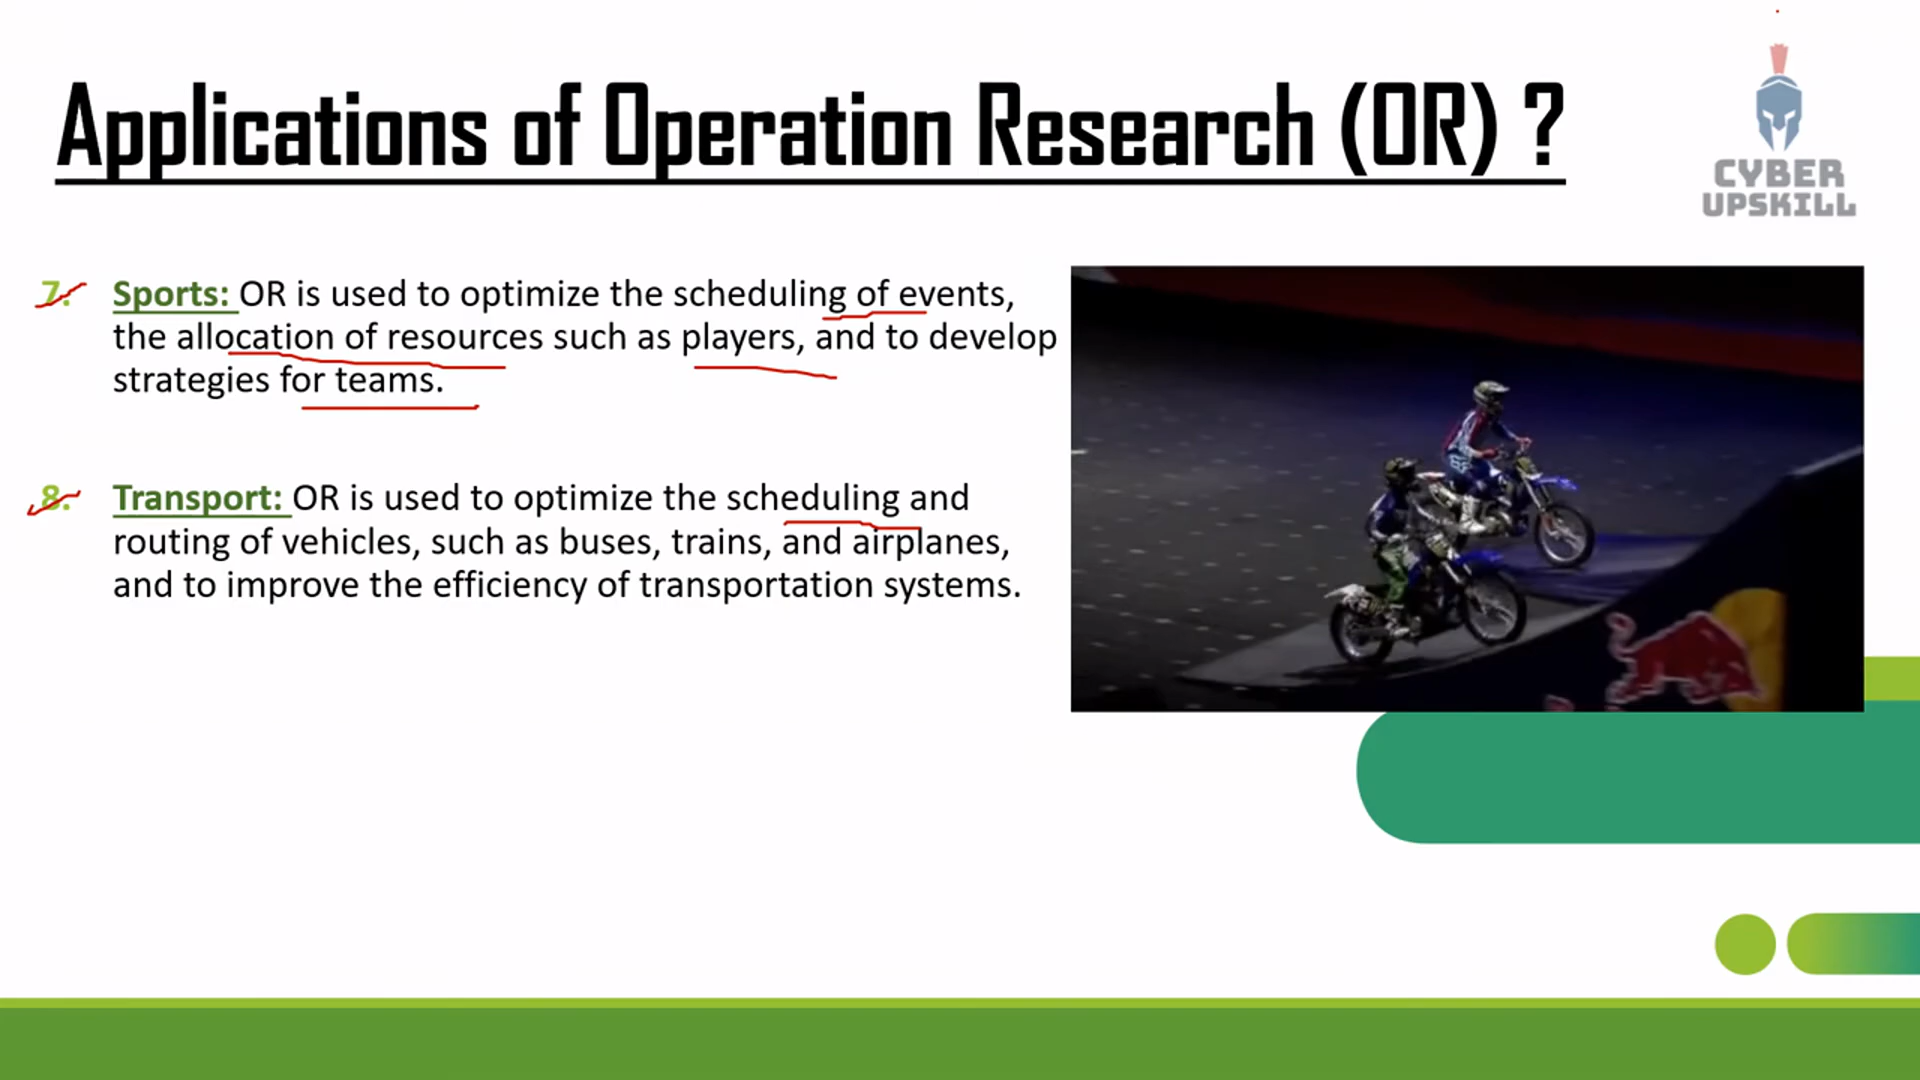 Applications of Operation Research (OR) ?
CYBER
UPSKILL
7. Sports: OR is used to optimize the scheduling of events,
the allocation of resources such as players, and to develop
strategies for teams.
8. Transport: OR is used to optimize the scheduling and
routing of vehicles, such as buses, trains, and airplanes,
and to improve the efficiency of transportation systems.